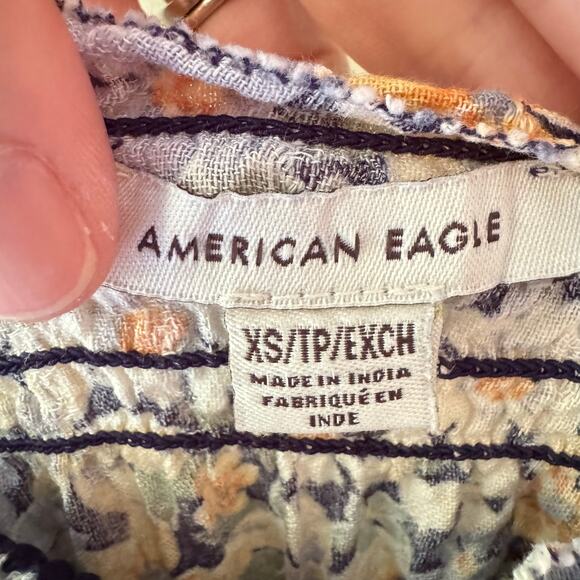 AMERICAN EAGLE
XS/TP/EXCH
MADE IN INDIA
FABRIQUÉ EN
INDE